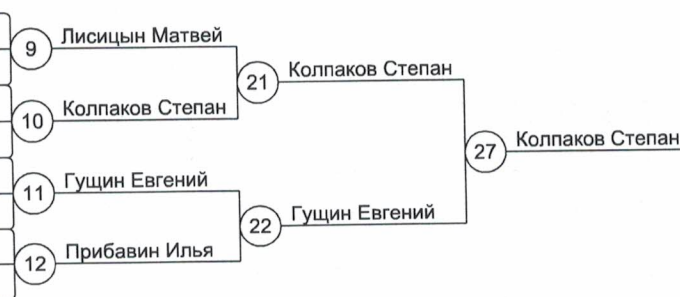 9 Лисицын Матвей
21 Колпаков Степан
10 Колпаков Степан
27 Колпаков Степан
11 Гущин Евгений
22 Гущин Евгений
12 Прибавин Илья